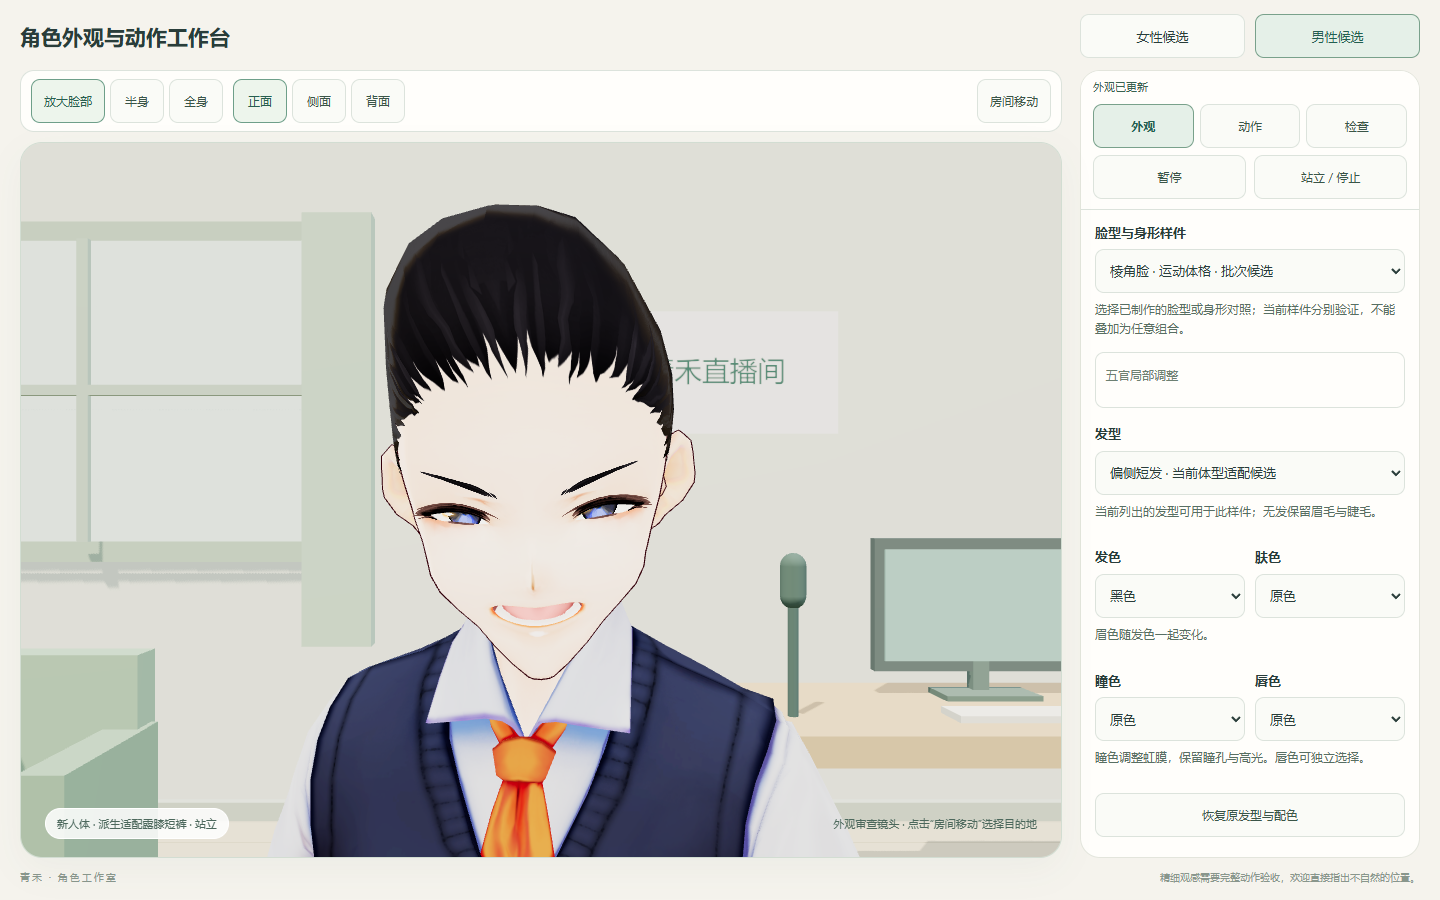 角色外观与动作工作台
女性候选
男性候选
放大脸部
半身
全身
正面
侧面
背面
房间移动
外观已更新
外观
动作
检查
暂停
站立 / 停止
脸型与身形样件
棱角脸 · 运动体格 · 批次候选
选择已制作的脸型或身形对照；当前样件分别验证，不能
叠加为任意组合。
五官局部调整
发型
偏侧短发 · 当前体型适配候选
当前列出的发型可用于此样件；无发保留眉毛与睫毛。
发色
肤色
黑色
原色
眉色随发色一起变化。
瞳色
唇色
原色
原色
瞳色调整虹膜，保留瞳孔与高光。唇色可独立选择。
恢复原发型与配色
禾直播间
新人体 · 派生适配露膝短裤 · 站立
外观审查镜头 · 点击“房间移动”选择目的地
青禾 · 角色工作室
精细观感需要完整动作验收，欢迎直接指出不自然的位置。